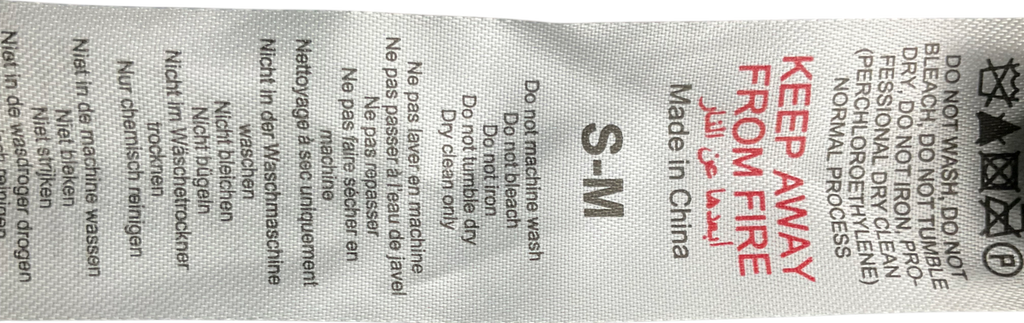 DO NOT WASH, DO NOT
BLEACH, DO NOT TUMBLE
DRY, DO NOT IRON, PRO-
FESSIONAL DRY CLEAN
(PERCHLOROETHYLENE)
NORMAL PROCESS
KEEP AWAY
FROM FIRE
أبعدها عن النار
Made in China
S-M
Do not machine wash
Do not bleach
Do not iron
Do not tumble dry
Dry clean only
Ne pas laver en machine
Ne pas passer à l'eau de javel
Ne pas repasser
Ne pas faire sécher en
machine
Nettoyage à sec uniquement
Nicht in der Waschmaschine
waschen
Nicht bleichen
Nicht bügeln
Nicht im Wäschetrockner
trocknen
Nur chemisch reinigen
Niet in de machine wassen
Niet bleken
Niet strijken
Niet in de wasdroger drogen